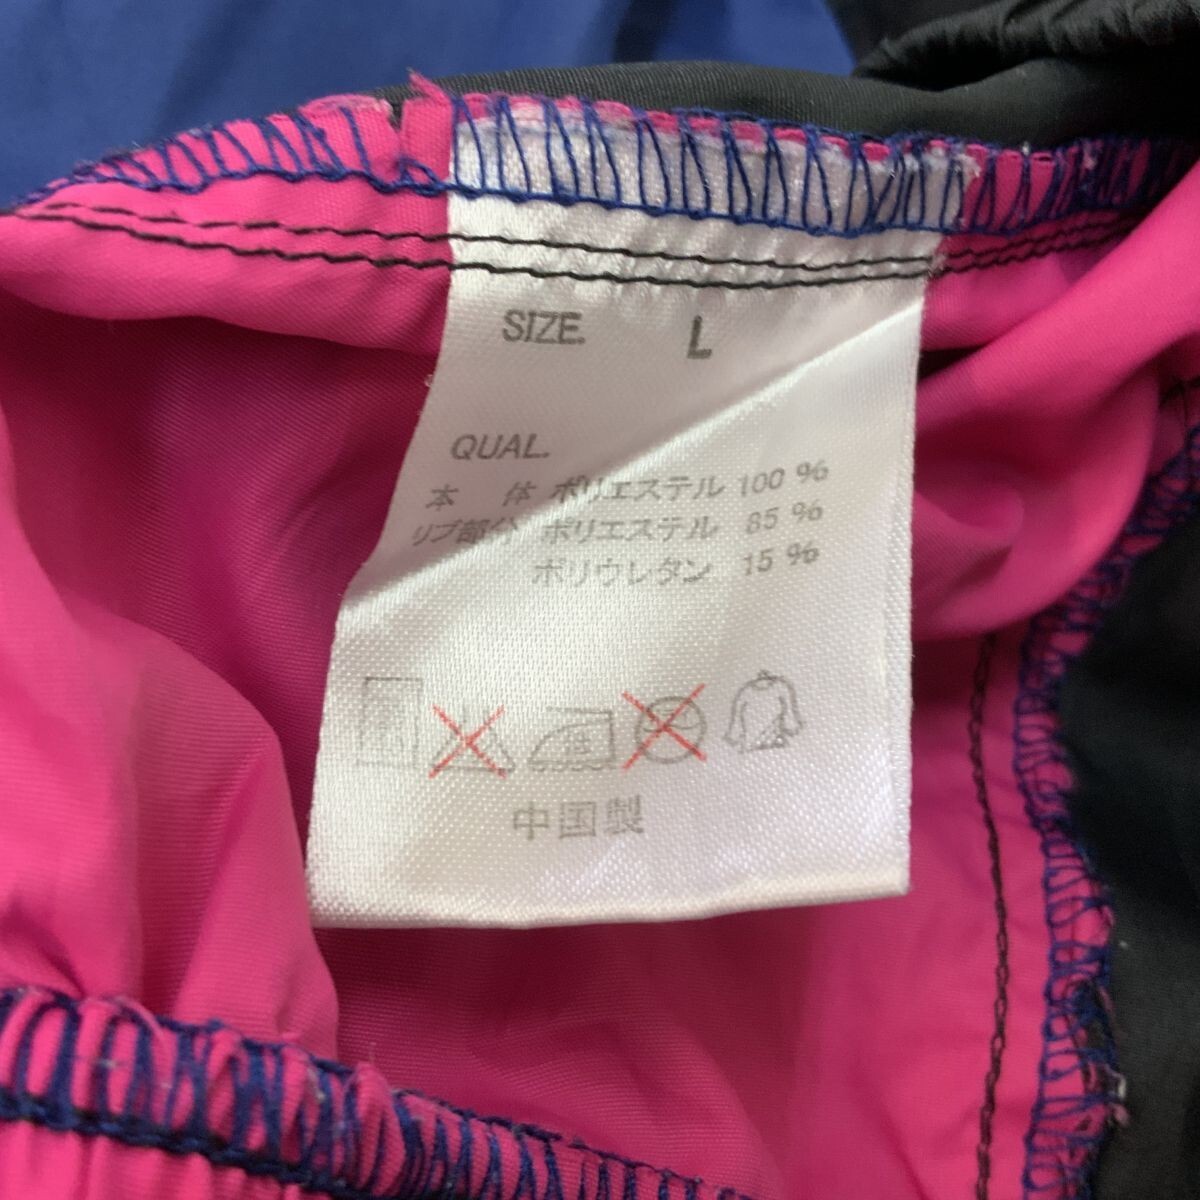 SIZE. L
QUAL.
本 体 ポリエステル 100 %
リブ部分 ポリエステル 85 %
ポリウレタン 15 %
中国製